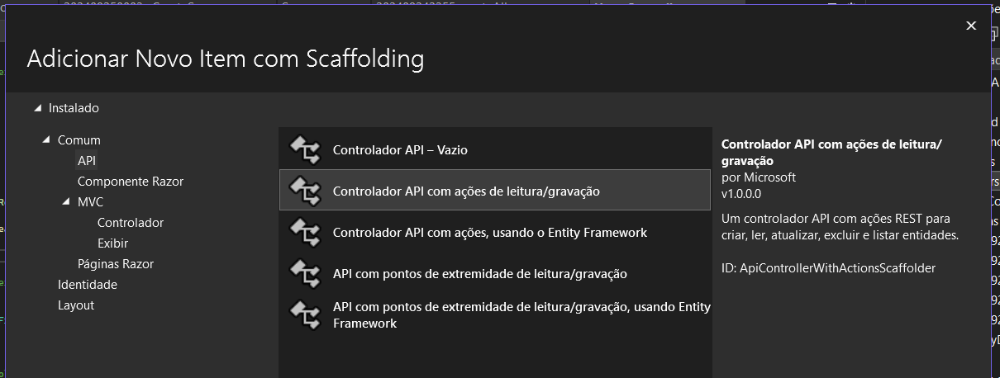 Adicionar Novo Item com Scaffolding
Instalado
Comum
API
Componente Razor
MVC
Controlador
Exibir
Páginas Razor
Identidade
Layout
Controlador API – Vazio
Controlador API com ações de leitura/gravação
Controlador API com ações, usando o Entity Framework
API com pontos de extremidade de leitura/gravação
API com pontos de extremidade de leitura/gravação, usando Entity
Framework
Controlador API com ações de leitura/
gravação
por Microsoft
v1.0.0.0
Um controlador API com ações REST para
criar, ler, atualizar, excluir e listar entidades.
ID: ApiControllerWithActionsScaffolder